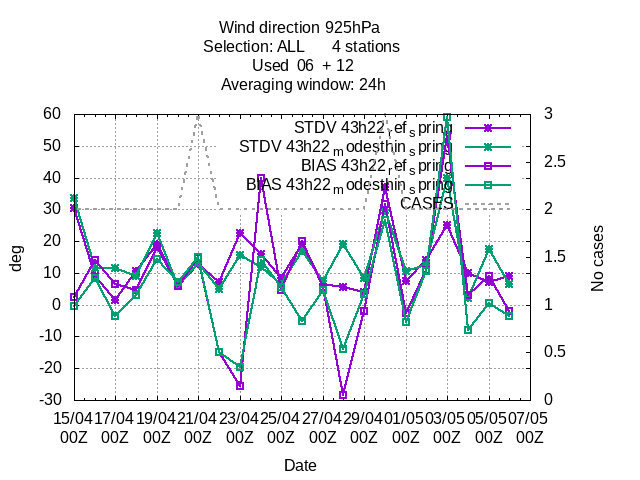 Wind direction 925hPa
Selection: ALL 4 stations
Used 06 + 12
Averaging window: 24h
60 3
STDV 43h22refspring
STDV 43h22modesthinspring
50 2.5
BIAS 43h22refspring
40
BIAS 43h22modesthinspring
CASES
30 2
20
10 1.5
0 1
-10
-20 0.5
-30 0
deg
No cases
15/04 17/04 19/04 21/04 23/04 25/04 27/04 29/04 01/05 03/05 05/05 07/05
00Z 00Z 00Z 00Z 00Z 00Z 00Z 00Z 00Z 00Z 00Z 00Z
Date